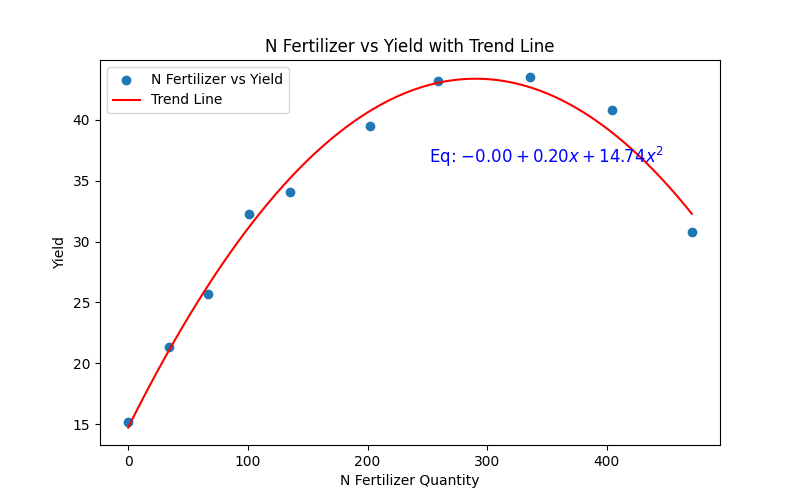 N Fertilizer vs Yield with Trend Line
N Fertilizer vs Yield
Trend Line
Eq: −0.00 + 0.20x + 14.74x²
40
35
30
25
20
15
Yield
0 100 200 300 400
N Fertilizer Quantity